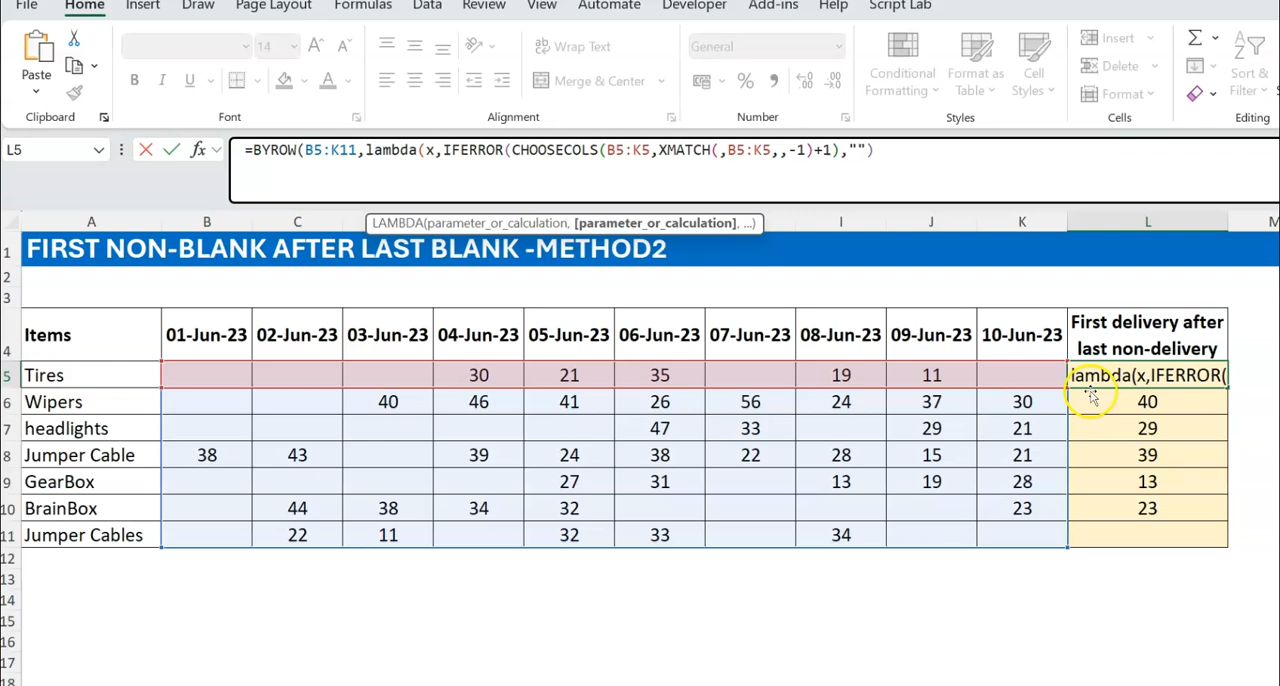 File Home Insert Draw Page Layout Formulas Data Review View Automate Developer Add-ins Help Script Lab
14 A A Wrap Text General Insert Σ
Paste Conditional Format as Cell Delete Sort &
B I U Merge & Center % Formatting Table Styles Format Filter
Clipboard Font Alignment Number Styles Cells Editing
L5 fx =BYROW(B5:K11,lambda(x,IFERROR(CHOOSECOLS(B5:K5,XMATCH(,B5:K5,,-1)+1),"")
LAMBDA(parameter_or_calculation, [parameter_or_calculation], ...)
A B C I J K L M
1 FIRST NON-BLANK AFTER LAST BLANK -METHOD2
2
3
4 Items 01-Jun-23 02-Jun-23 03-Jun-23 04-Jun-23 05-Jun-23 06-Jun-23 07-Jun-23 08-Jun-23 09-Jun-23 10-Jun-23 First delivery after last non-delivery
5 Tires 30 21 35 19 11 lambda(x,IFERROR(
6 Wipers 40 46 41 26 56 24 37 30 40
7 headlights 47 33 29 21 29
8 Jumper Cable 38 43 39 24 38 22 28 15 21 39
9 GearBox 27 31 13 19 28 13
10 BrainBox 44 38 34 32 23 23
11 Jumper Cables 22 11 32 33 34
12
13
14
15
16
17
18